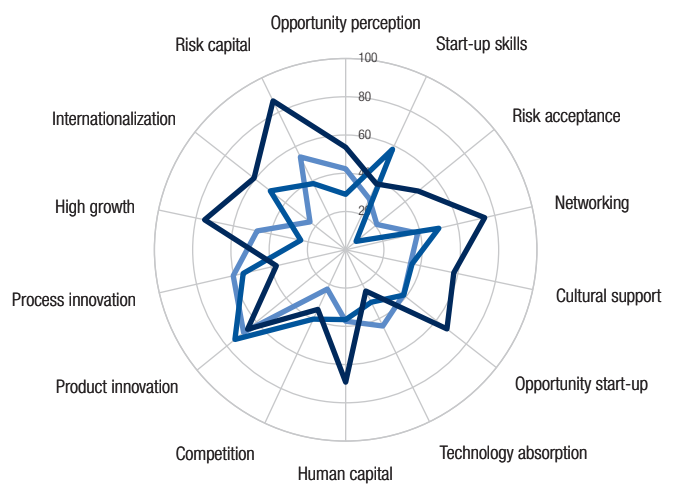 Opportunity perception
Risk capital
Start-up skills
100
80
Risk acceptance
Internationalization
60
40
High growth
20
Networking
Process innovation
Cultural support
Product innovation
Opportunity start-up
Competition
Technology absorption
Human capital